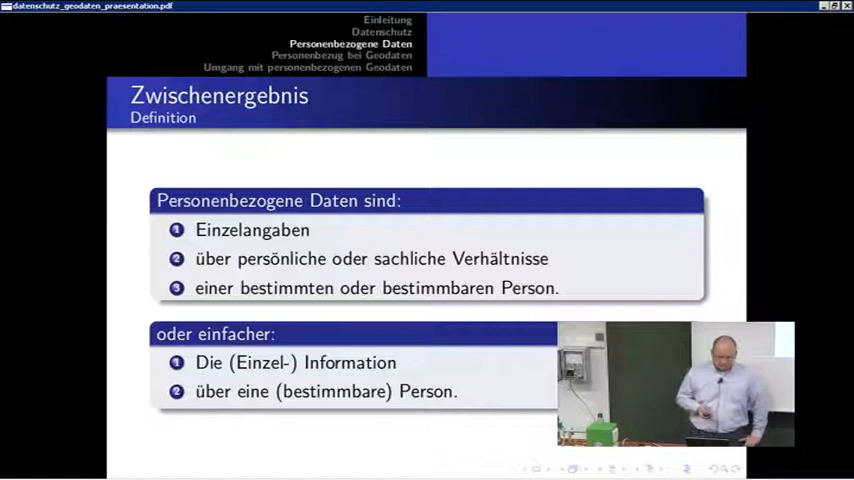 datenschutz_geodaten_praesentation.pdf
Einleitung
Datenschutz
Personenbezogene Daten
Personenbezug bei Geodaten
Umgang mit personenbezogenen Geodaten
Zwischenergebnis
Definition
Personenbezogene Daten sind:
1 Einzelangaben
2 über persönliche oder sachliche Verhältnisse
3 einer bestimmten oder bestimmbaren Person.
oder einfacher:
1 Die (Einzel-) Information
2 über eine (bestimmbare) Person.